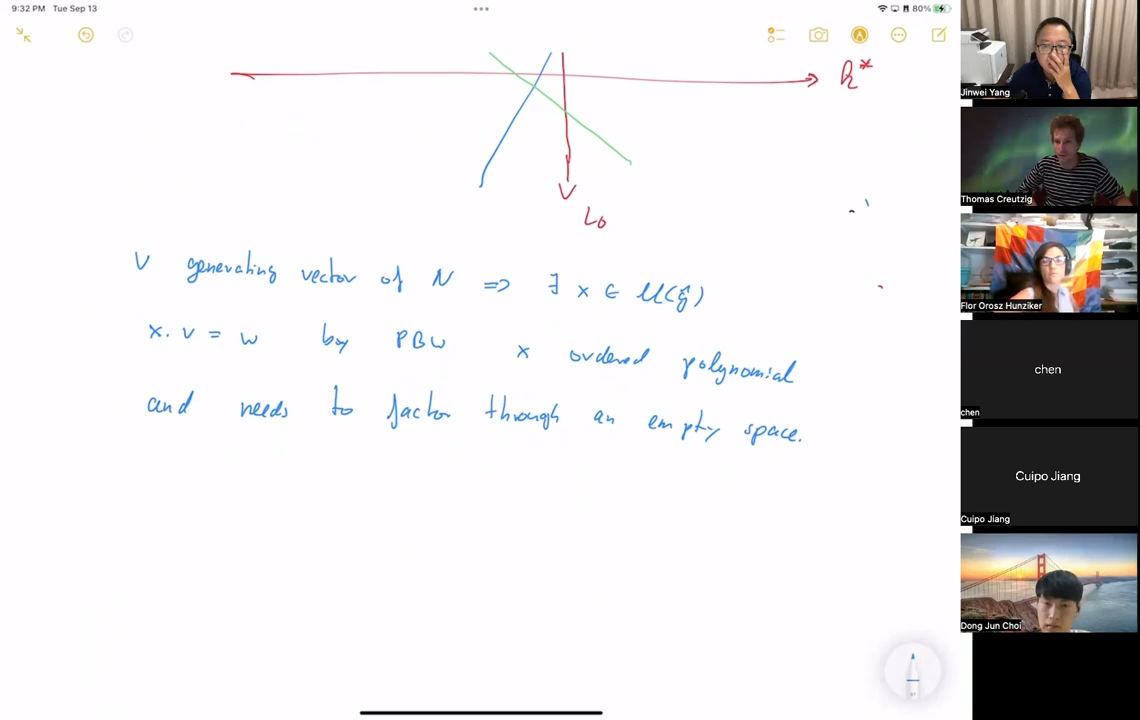 9:32 PM Tue Sep 13
80%
h*
L0
v generating vector of N => ∃ x ∈ U(ĝ)
x. v = w by PBW x ordered polynomial
and needs to factor through an empty space.
Jinwei Yang
Thomas Creutzig
Flor Orosz Hunziker
chen
chen
Cuipo Jiang
Cuipo Jiang
Dong Jun Choi